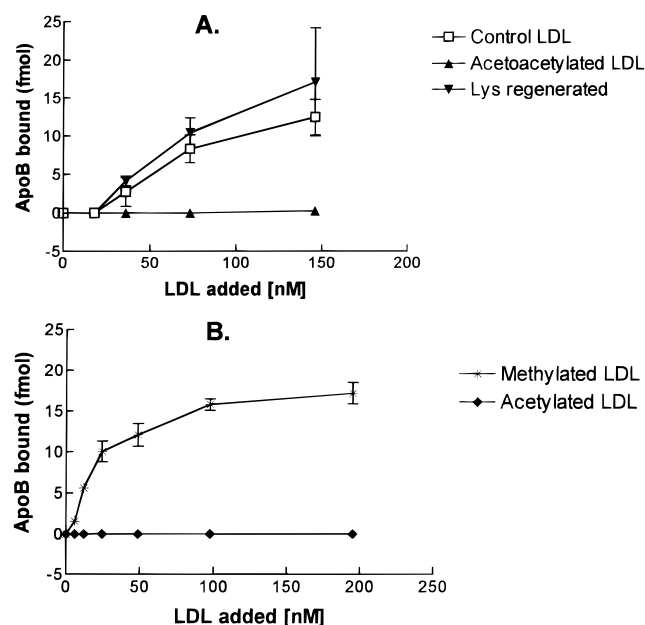 A.
25
20
15
10
5
0
-5
ApoB bound (fmol)
0 50 100 150 200
LDL added [nM]
Control LDL
Acetoacetylated LDL
Lys regenerated
B.
25
20
15
10
5
0
-5
ApoB bound (fmol)
0 50 100 150 200 250
LDL added [nM]
Methylated LDL
Acetylated LDL